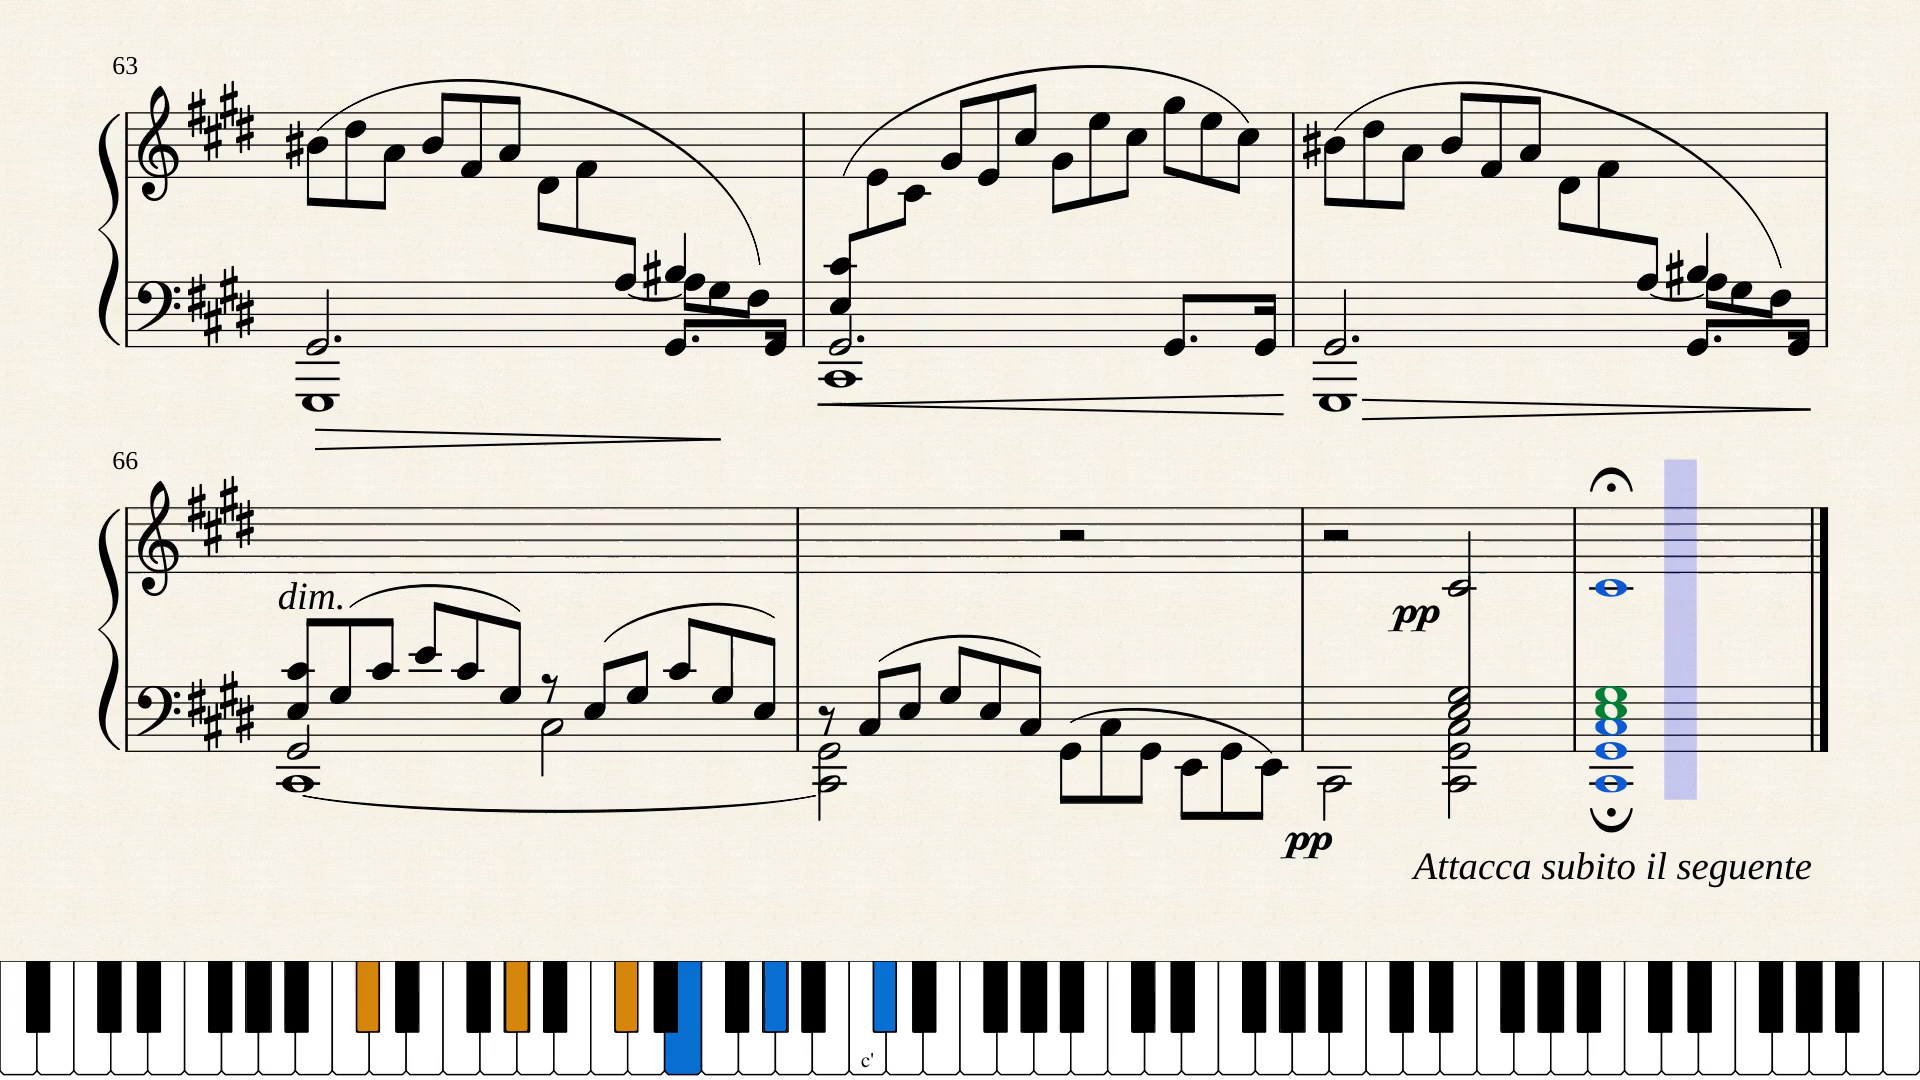 63
66
dim.
pp
pp
Attacca subito il seguente
c'